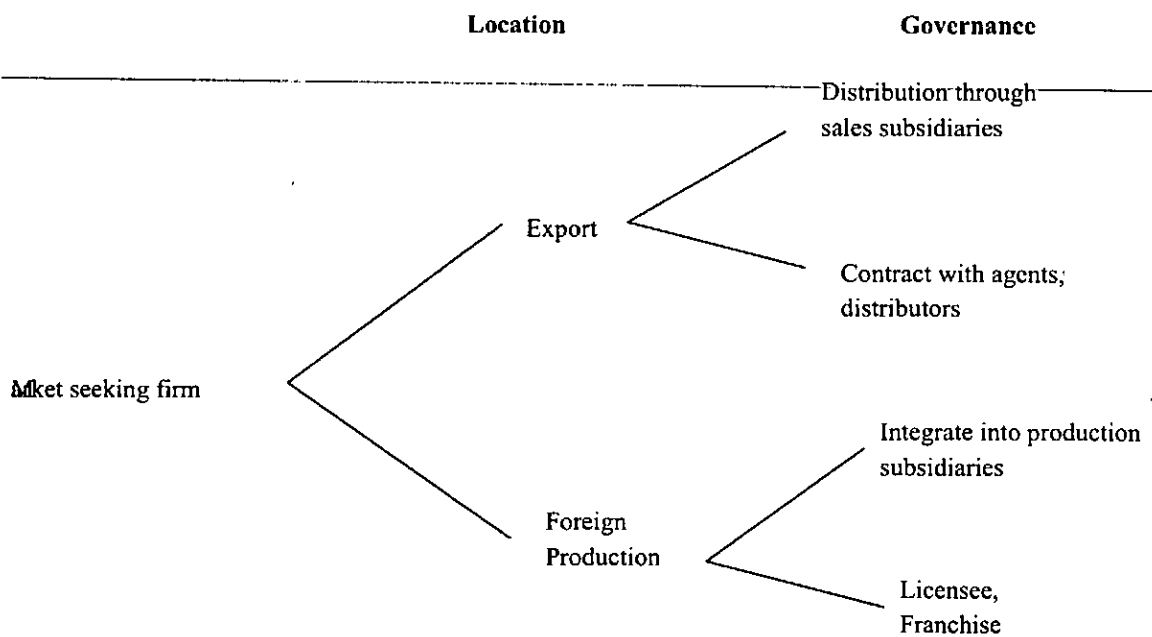 Location Governance
Distribution through
sales subsidiaries
Export
Contract with agents,
distributors
seeking firm
Integrate into production
subsidiaries
Foreign
Production
Licensee,
Franchise